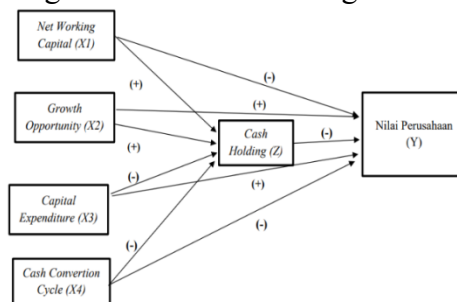 Net Working
Capital (X1)
(-)
(+)
(+)
Growth
Opportunity (X2)
Cash
Holding (Z)
(-)
Nilai Perusahaan
(Y)
(+)
(-)
(+)
Capital
Expenditure (X3)
(-)
(-)
Cash Convertion
Cycle (X4)